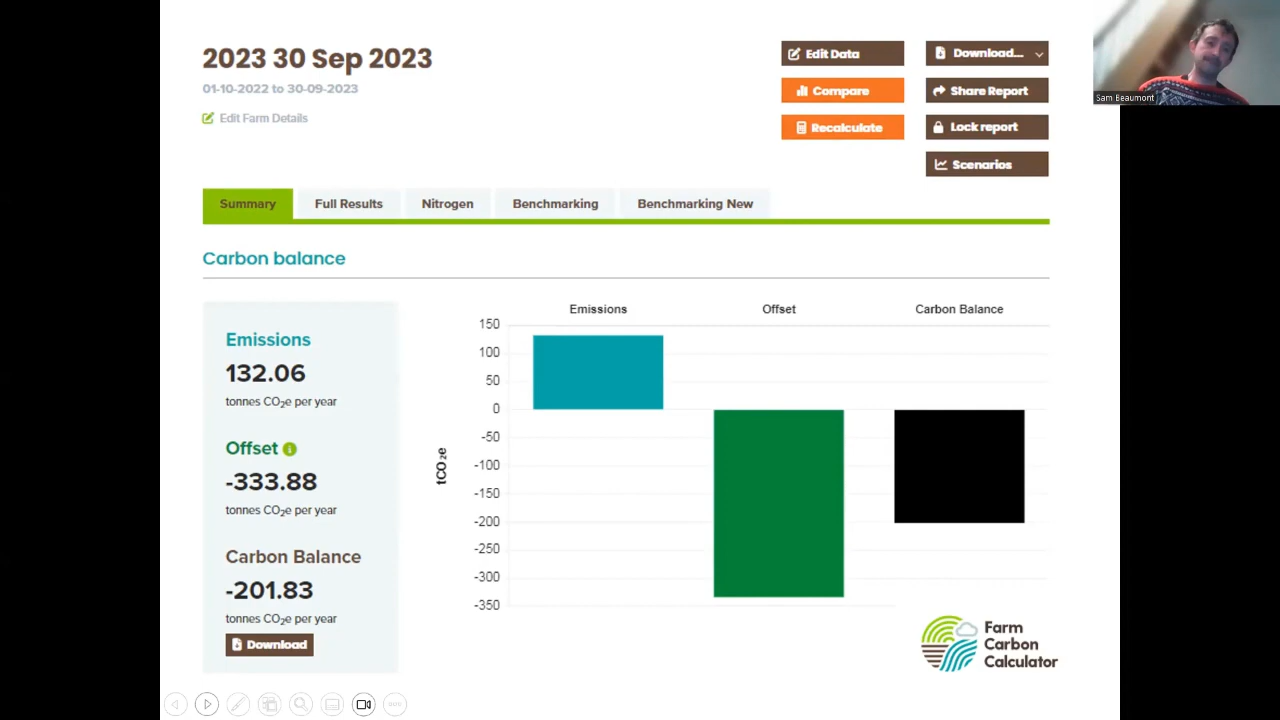 2023 30 Sep 2023
01-10-2022 to 30-09-2023
Edit Farm Details
Edit Data
Download...
Compare
Share Report
Recalculate
Lock report
Scenarios
Sam Beaumont
Summary
Full Results
Nitrogen
Benchmarking
Benchmarking New
Carbon balance
Emissions
132.06
tonnes CO2e per year
Offset
-333.88
tonnes CO2e per year
Carbon Balance
-201.83
tonnes CO2e per year
Download
Emissions
Offset
Carbon Balance
150
100
50
0
-50
-100
-150
-200
-250
-300
-350
tCO2e
Farm
Carbon
Calculator